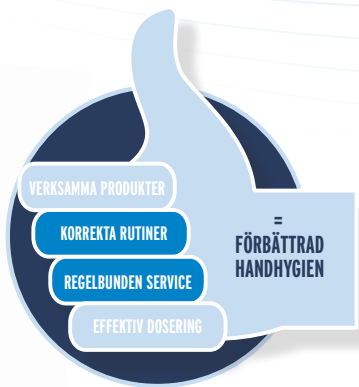 VERKSAMMA PRODUKTER
KORREKTA RUTINER
REGELBUNDEN SERVICE
EFFEKTIV DOSERING
=
FÖRBÄTTRAD
HANDHYGIEN